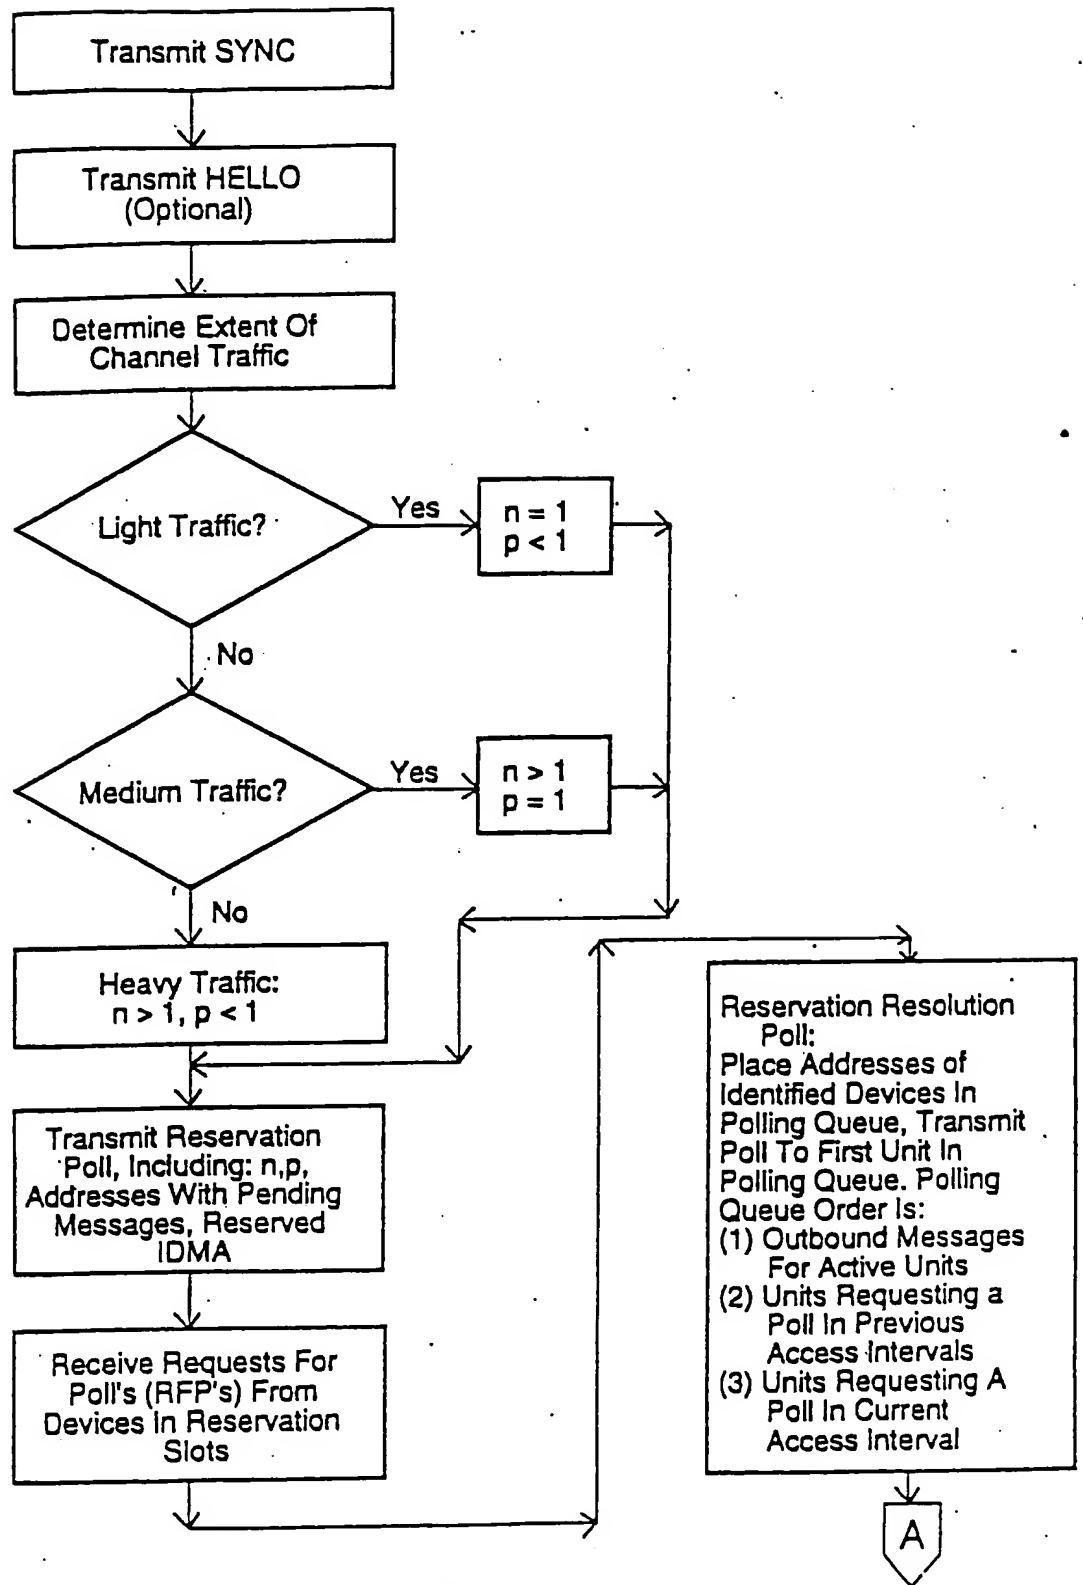 Transmit SYNC
Transmit HELLO
(Optional)
Determine Extent Of
Channel Traffic
Light Traffic?
Yes
n = 1
p < 1
No
Medium Traffic?
Yes
n > 1
p = 1
No
Heavy Traffic:
n > 1, p < 1
Transmit Reservation
Poll, Including: n,p,
Addresses With Pending
Messages, Reserved
IDMA
Receive Requests For
Poll's (RFP's) From
Devices In Reservation
Slots
Reservation Resolution
Poll:
Place Addresses of
Identified Devices In
Polling Queue, Transmit
Poll To First Unit In
Polling Queue. Polling
Queue Order Is:
(1) Outbound Messages
For Active Units
(2) Units Requesting a
Poll In Previous
Access Intervals
(3) Units Requesting A
Poll In Current
Access Interval
A